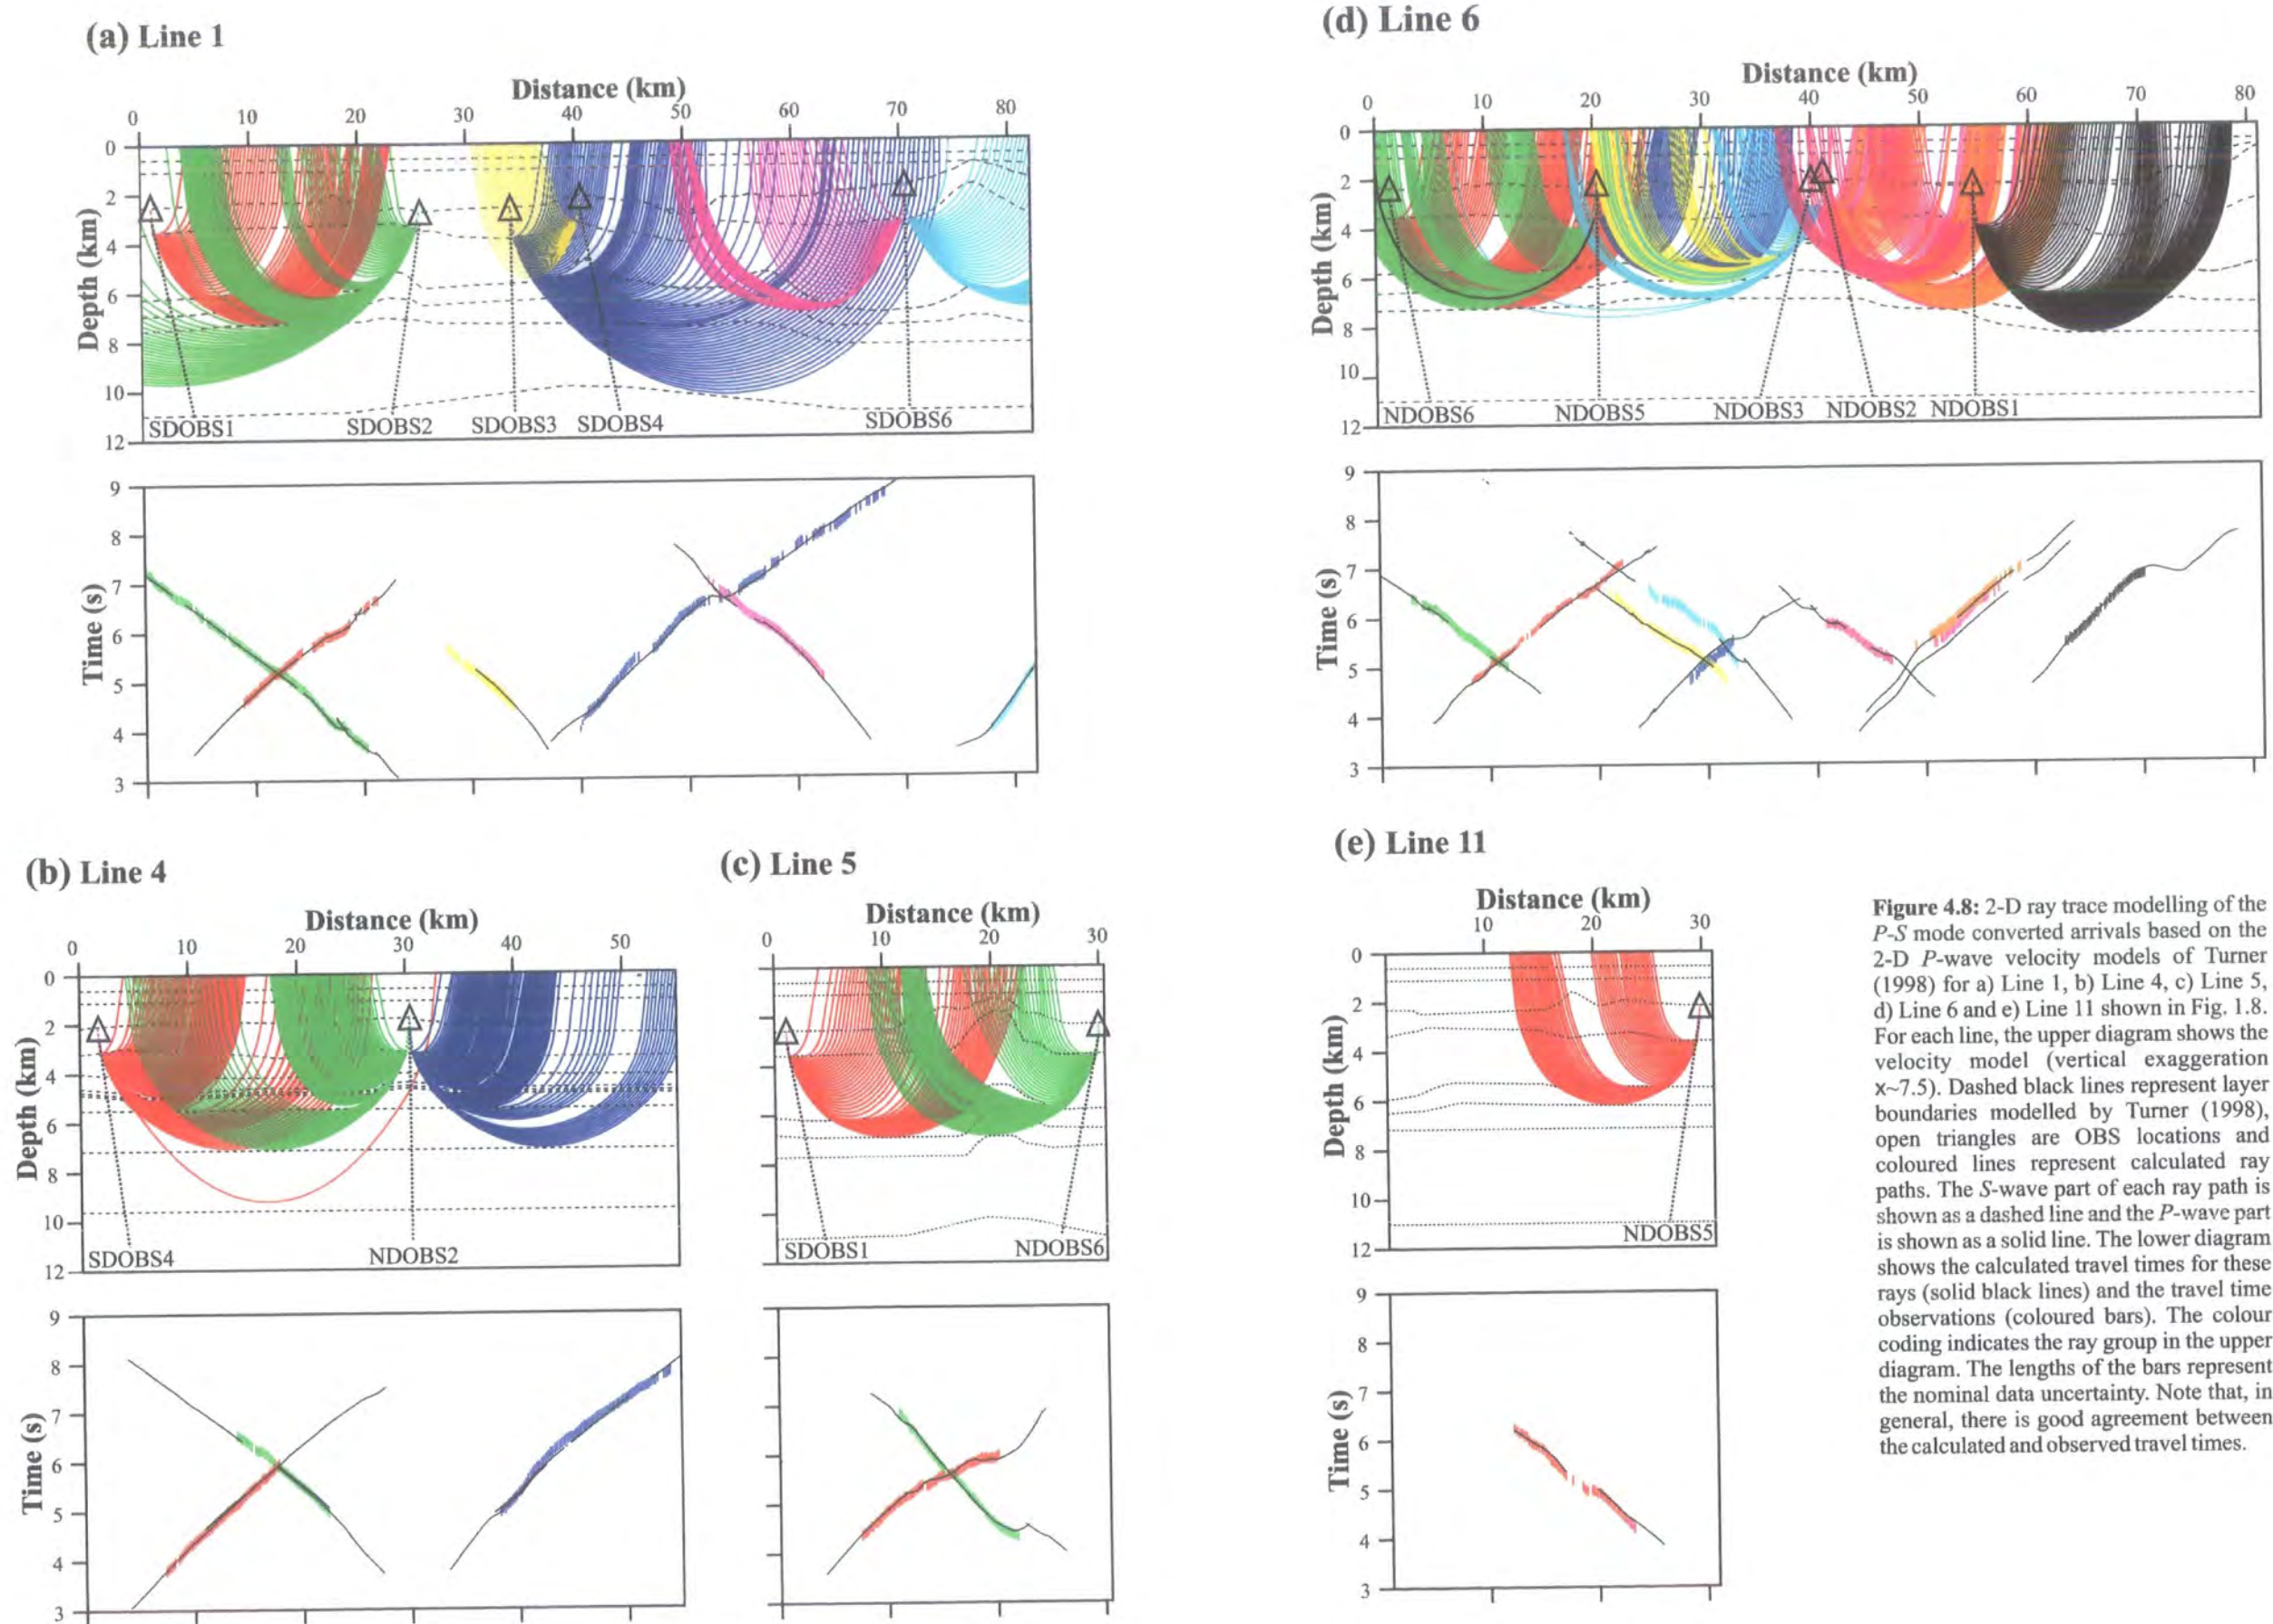 (a) Line 1
Distance (km)
0 10 20 30 40 50 60 70 80
Depth (km)
0
2
4
6
8
10
12
SDOBS1 SDOBS2 SDOBS3 SDOBS4 SDOBS6
Time (s)
9
8
7
6
5
4
3
(b) Line 4
Distance (km)
0 10 20 30 40 50
Depth (km)
0
2
4
6
8
10
12
SDOBS4 NDOBS2
Time (s)
9
8
7
6
5
4
3
(c) Line 5
Distance (km)
0 10 20 30
SDOBS1 NDOBS6
(d) Line 6
Distance (km)
0 10 20 30 40 50 60 70 80
Depth (km)
0
2
4
6
8
10
12
NDOBS6 NDOBS5 NDOBS3 NDOBS2 NDOBS1
Time (s)
9
8
7
6
5
4
3
(e) Line 11
Distance (km)
10 20 30
Depth (km)
0
2
4
6
8
10
12
NDOBS5
Time (s)
9
8
7
6
5
4
3
Figure 4.8: 2-D ray trace modelling of the
P-S mode converted arrivals based on the
2-D P-wave velocity models of Turner
(1998) for a) Line 1, b) Line 4, c) Line 5,
d) Line 6 and e) Line 11 shown in Fig. 1.8.
For each line, the upper diagram shows the
velocity model (vertical exaggeration
x~7.5). Dashed black lines represent layer
boundaries modelled by Turner (1998),
open triangles are OBS locations and
coloured lines represent calculated ray
paths. The S-wave part of each ray path is
shown as a dashed line and the P-wave part
is shown as a solid line. The lower diagram
shows the calculated travel times for these
rays (solid black lines) and the travel time
observations (coloured bars). The colour
coding indicates the ray group in the upper
diagram. The lengths of the bars represent
the nominal data uncertainty. Note that, in
general, there is good agreement between
the calculated and observed travel times.